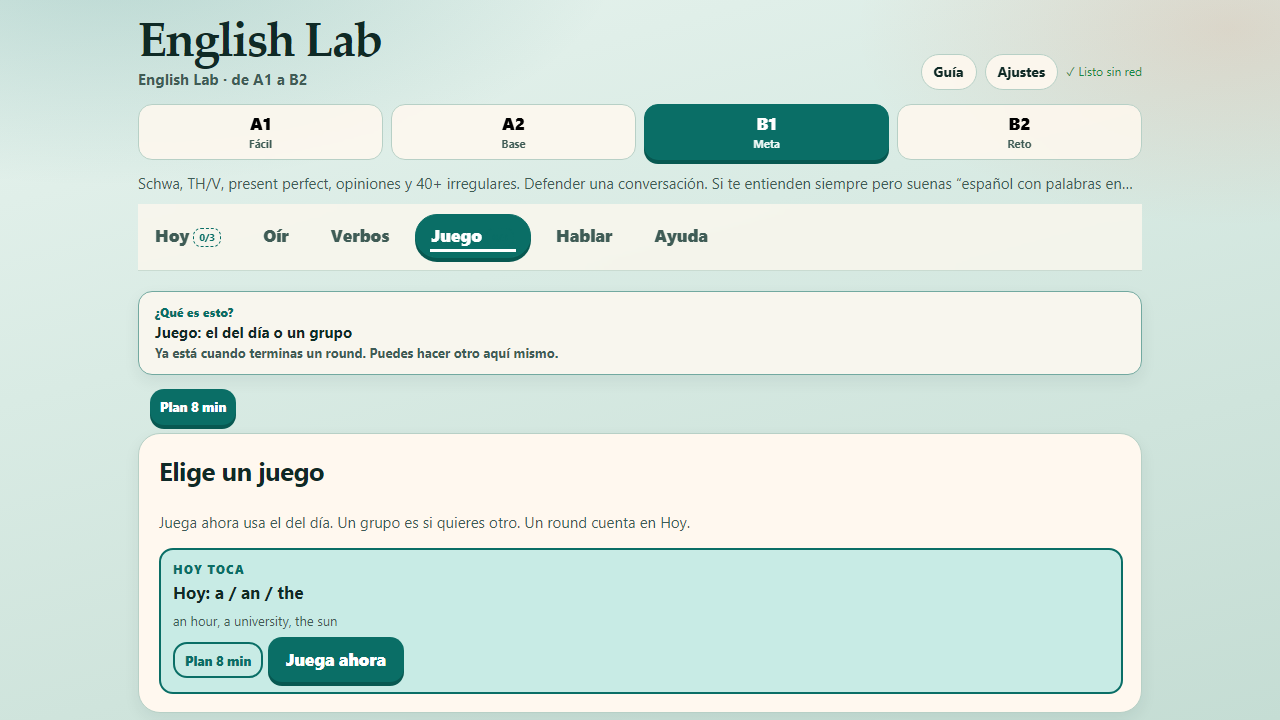 English Lab
English Lab · de A1 a B2
Guía
Ajustes
✓ Listo sin red
A1
Fácil
A2
Base
B1
Meta
B2
Reto
Schwa, TH/V, present perfect, opiniones y 40+ irregulares. Defender una conversación. Si te entienden siempre pero suenas “español con palabras en…
Hoy 0/3
Oír
Verbos
Juego
Hablar
Ayuda
¿Qué es esto?
Juego: el del día o un grupo
Ya está cuando terminas un round. Puedes hacer otro aquí mismo.
Plan 8 min
Elige un juego
Juega ahora usa el del día. Un grupo es si quieres otro. Un round cuenta en Hoy.
HOY TOCA
Hoy: a / an / the
an hour, a university, the sun
Plan 8 min
Juega ahora